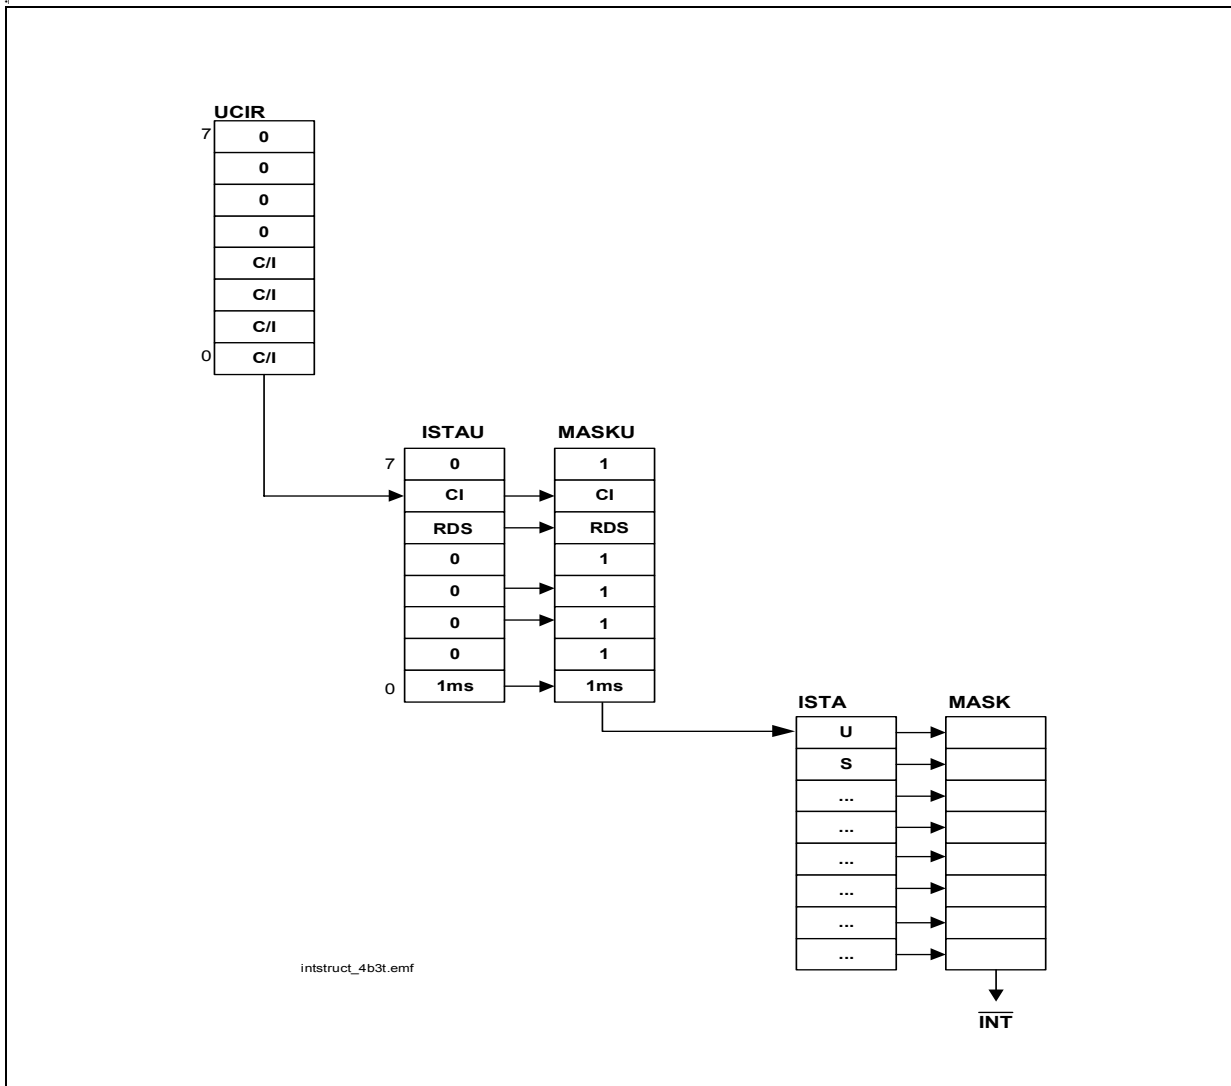 UCIR
7 0
0
0
0
C/I
C/I
C/I
0 C/I
ISTAU MASKU
7 0 1
CI CI
RDS RDS
0 1
0 1
0 1
0 1
0 1ms 1ms
ISTA MASK
U
S
...
...
...
...
...
...
intstruct_4b3t.emf
INT